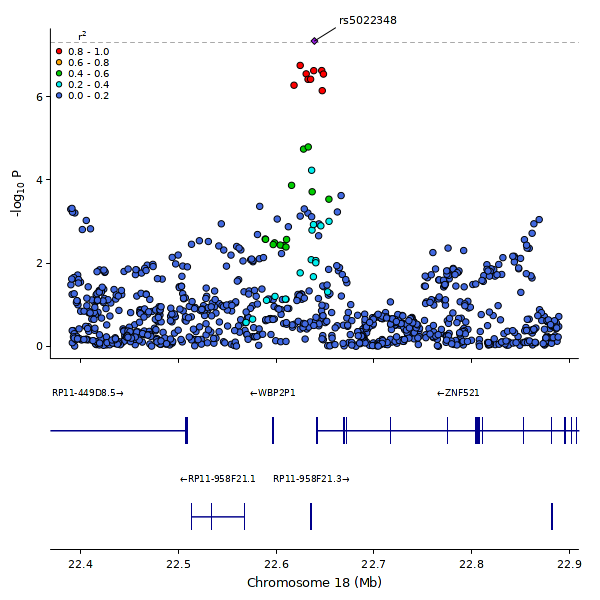 rs5022348
r²
0.8 - 1.0
0.6 - 0.8
0.4 - 0.6
0.2 - 0.4
0.0 - 0.2
6
4
2
0
-log₁₀ P
RP11-449D8.5→
←WBP2P1
←ZNF521
←RP11-958F21.1
RP11-958F21.3→
22.4
22.5
22.6
22.7
22.8
22.9
Chromosome 18 (Mb)